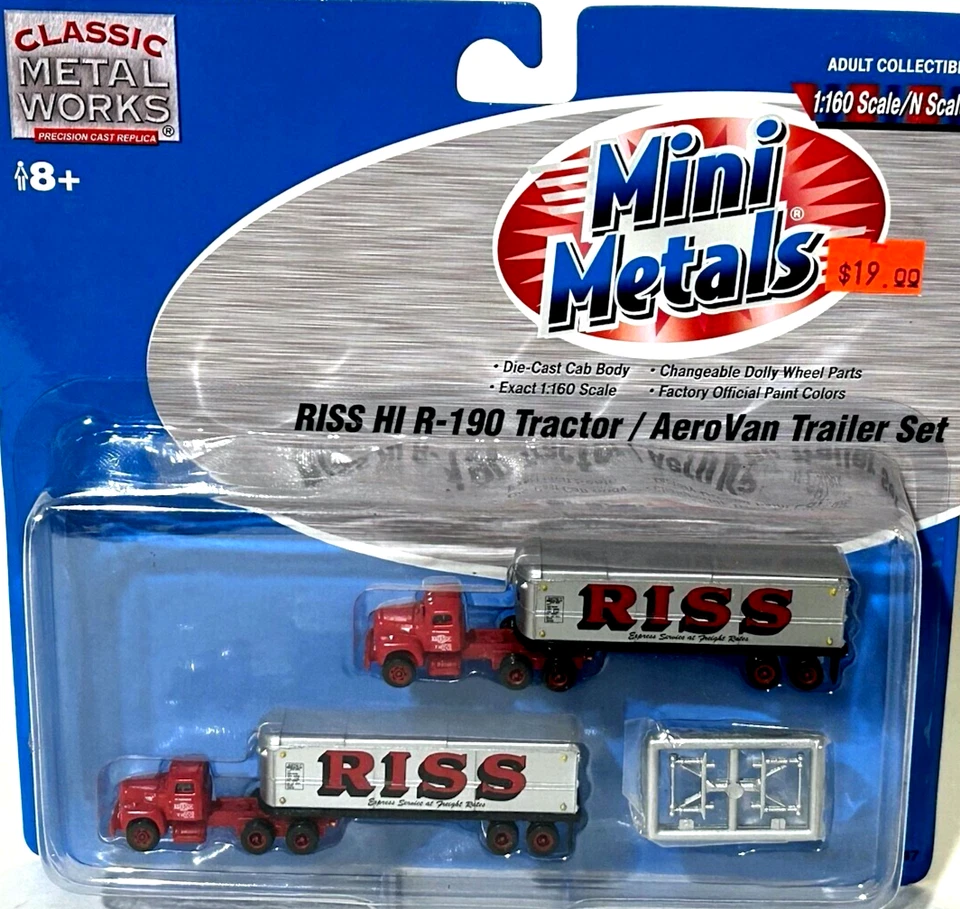 CLASSIC
METAL
WORKS®
PRECISION CAST REPLICA
8+
ADULT COLLECTIB
1:160 Scale/N Scal
Mini
Metals®
$19.99
• Die-Cast Cab Body
• Changeable Dolly Wheel Parts
• Exact 1:160 Scale
• Factory Official Paint Colors
RISS HI R-190 Tractor / AeroVan Trailer Set
RISS
Express Service at Freight Rates
RISS
Express Service at Freight Rates